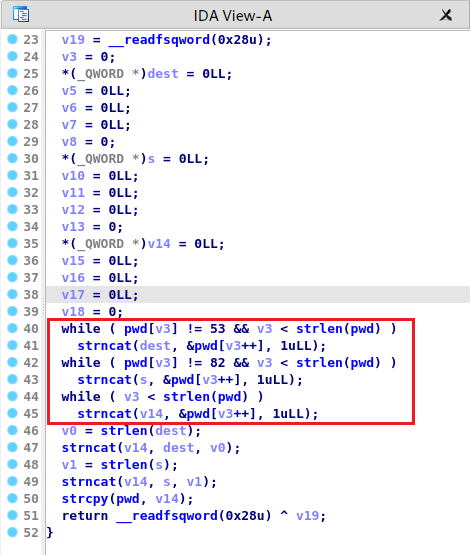 IDA View-A
23 v19 = __readfsqword(0x28u);
24 v3 = 0;
25 *(_QWORD *)dest = 0LL;
26 v5 = 0LL;
27 v6 = 0LL;
28 v7 = 0LL;
29 v8 = 0;
30 *(_QWORD *)s = 0LL;
31 v10 = 0LL;
32 v11 = 0LL;
33 v12 = 0LL;
34 v13 = 0;
35 *(_QWORD *)v14 = 0LL;
36 v15 = 0LL;
37 v16 = 0LL;
38 v17 = 0LL;
39 v18 = 0;
40 while ( pwd[v3] != 53 && v3 < strlen(pwd) )
41 strncat(dest, &pwd[v3++], 1uLL);
42 while ( pwd[v3] != 82 && v3 < strlen(pwd) )
43 strncat(s, &pwd[v3++], 1uLL);
44 while ( v3 < strlen(pwd) )
45 strncat(v14, &pwd[v3++], 1uLL);
46 v0 = strlen(dest);
47 strncat(v14, dest, v0);
48 v1 = strlen(s);
49 strncat(v14, s, v1);
50 strcpy(pwd, v14);
51 return __readfsqword(0x28u) ^ v19;
52 }